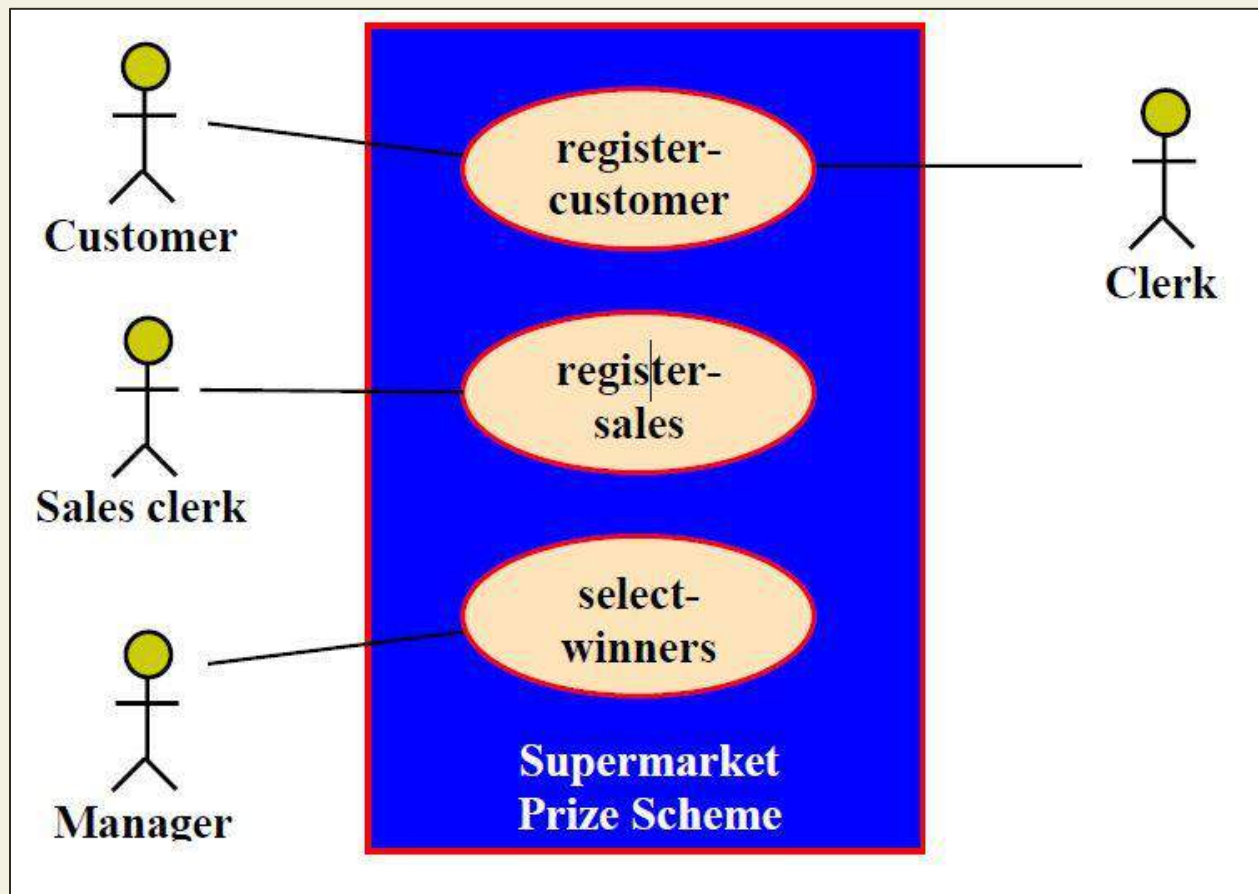 Customer
register-
customer
Clerk
Sales clerk
register-
sales
Manager
select-
winners
Supermarket
Prize Scheme